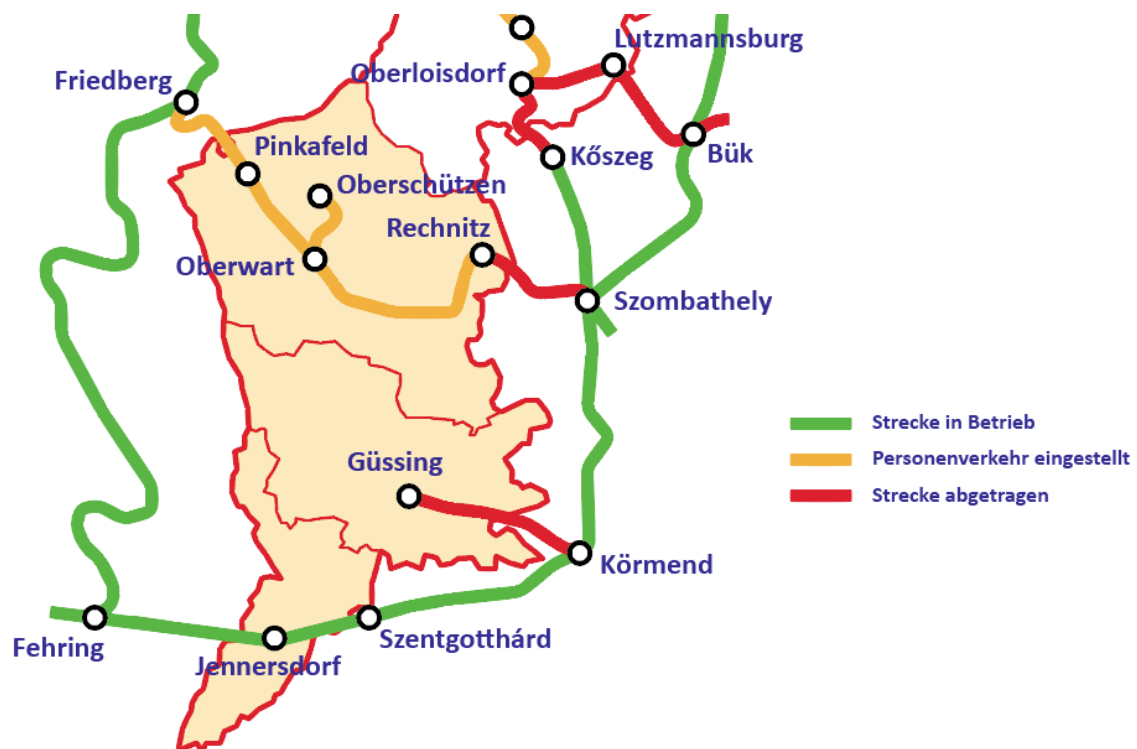 Lutzmannsburg
Oberloisdorf
Friedberg
Pinkafeld
Kőszeg
Bük
Oberschützen
Rechnitz
Oberwart
Szombathely
Strecke in Betrieb
Personenverkehr eingestellt
Strecke abgetragen
Güssing
Körmend
Fehring
Szentgotthárd
Jennersdorf